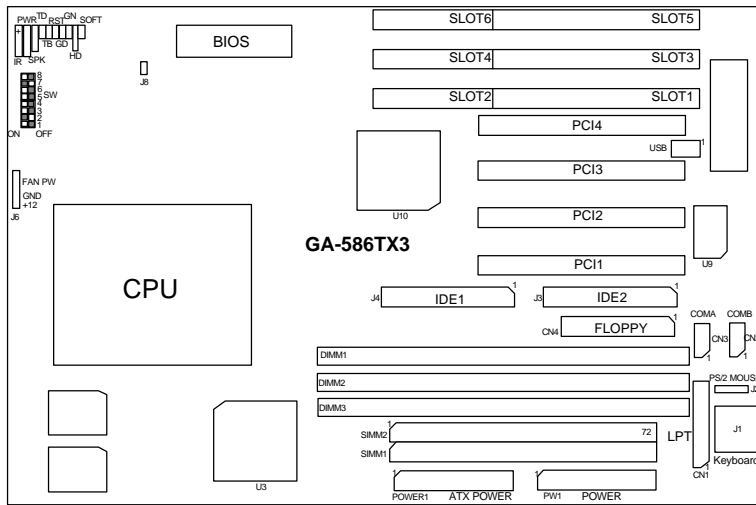 TD GN
PWR RST SOFT
+
TB GD
SPK HD
IR
BIOS
J8
8
7
6
5 SW
4
3
2
1
ON OFF
FAN PW
GND
+12
J6
CPU
SLOT6 SLOT5
SLOT4 SLOT3
SLOT2 SLOT1
PCI4
USB 1
PCI3
U10
PCI2
U9
GA-586TX3
PCI1
J4 IDE1 1
J3 IDE2 1
CN4 FLOPPY 1
COMA COMB
CN3
1 1
DIMM1
DIMM2
DIMM3
PS/2 MOUS
J1
Keyboard
LPT
CN1
1
1
SIMM2 72
SIMM1
U3
1
POWER1 ATX POWER
1
PW1 POWER